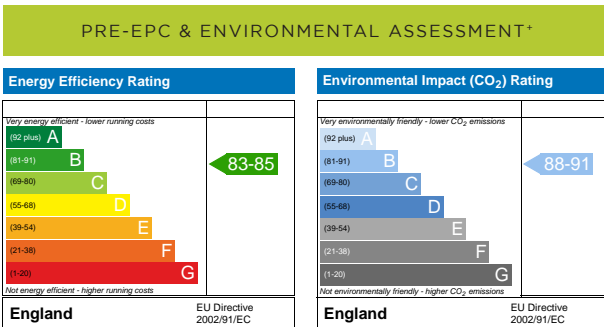 PRE-EPC & ENVIRONMENTAL ASSESSMENT+
Energy Efficiency Rating
Very energy efficient - lower running costs
(92 plus) A
(81-91) B
(69-80) C
(55-68) D
(39-54) E
(21-38) F
(1-20) G
83-85
Not energy efficient - higher running costs
England
EU Directive
2002/91/EC
Environmental Impact (CO2) Rating
Very environmentally friendly - lower CO2 emissions
(92 plus) A
(81-91) B
(69-80) C
(55-68) D
(39-54) E
(21-38) F
(1-20) G
88-91
Not environmentally friendly - higher CO2 emissions
England
EU Directive
2002/91/EC